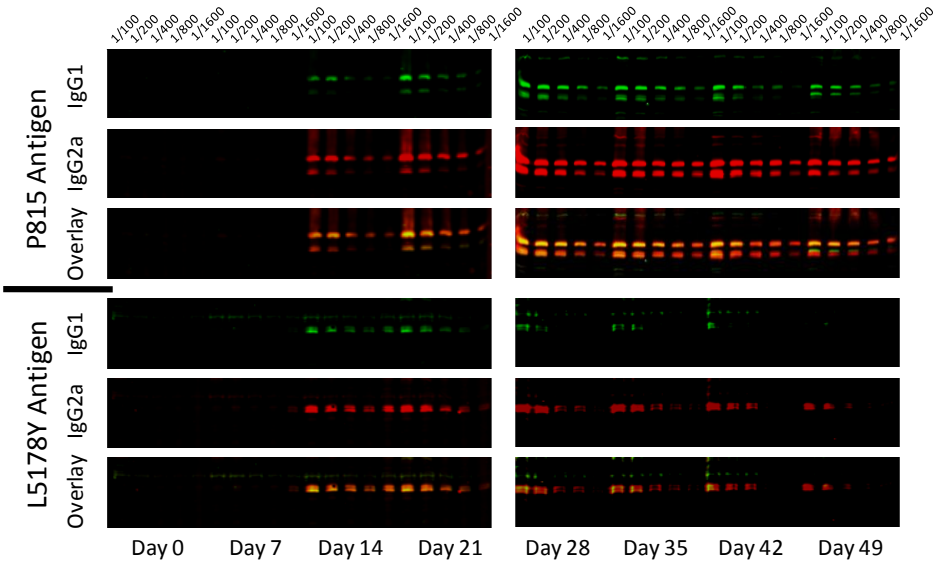 1/100 1/200 1/400 1/800 1/1600 1/100 1/200 1/400 1/800 1/1600 1/100 1/200 1/400 1/800 1/1600 1/100 1/200 1/400 1/800 1/1600 1/100 1/200 1/400 1/800 1/1600 1/100 1/200 1/400 1/800 1/1600 1/100 1/200 1/400 1/800 1/1600 1/100 1/200 1/400 1/800 1/1600
P815 Antigen
IgG1
IgG2a
Overlay
L5178Y Antigen
IgG1
IgG2a
Overlay
Day 0 Day 7 Day 14 Day 21 Day 28 Day 35 Day 42 Day 49